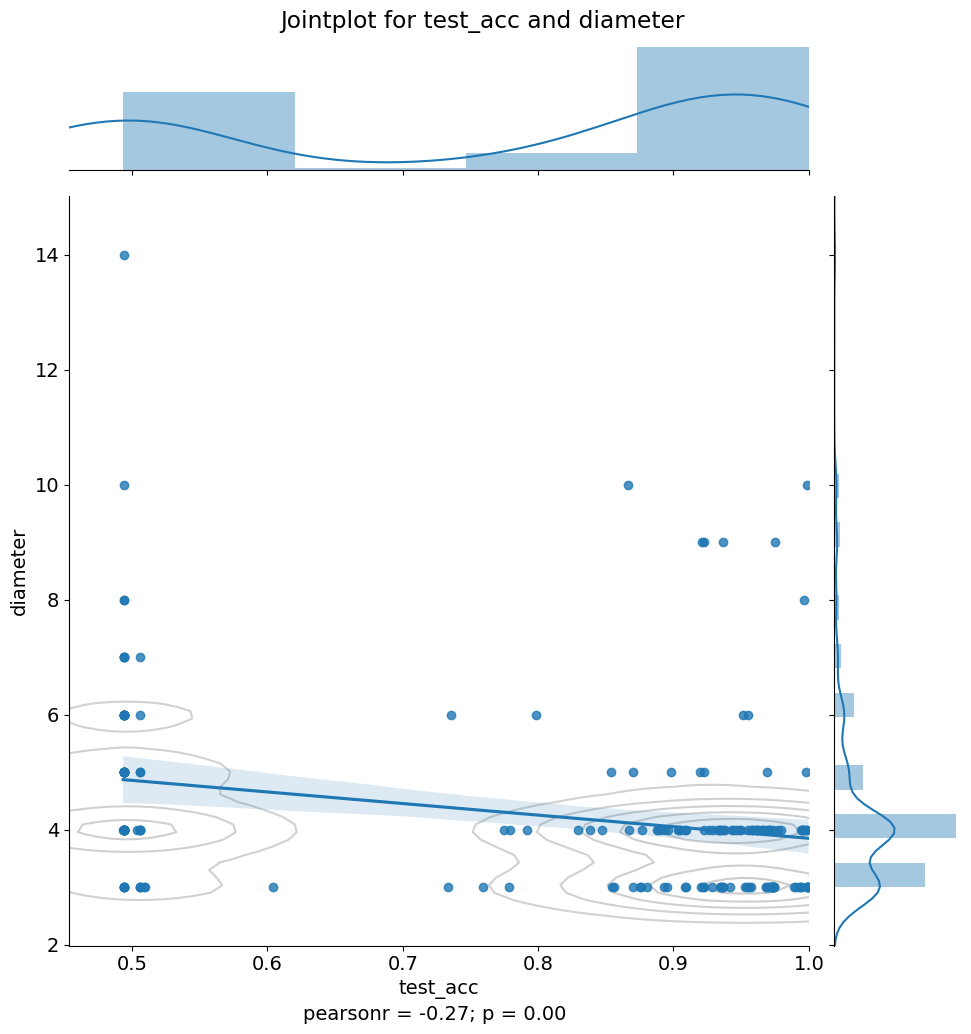 Jointplot for test_acc and diameter
14
12
10
8
6
4
2
diameter
0.5 0.6 0.7 0.8 0.9 1.0
test_acc
pearsonr = -0.27; p = 0.00